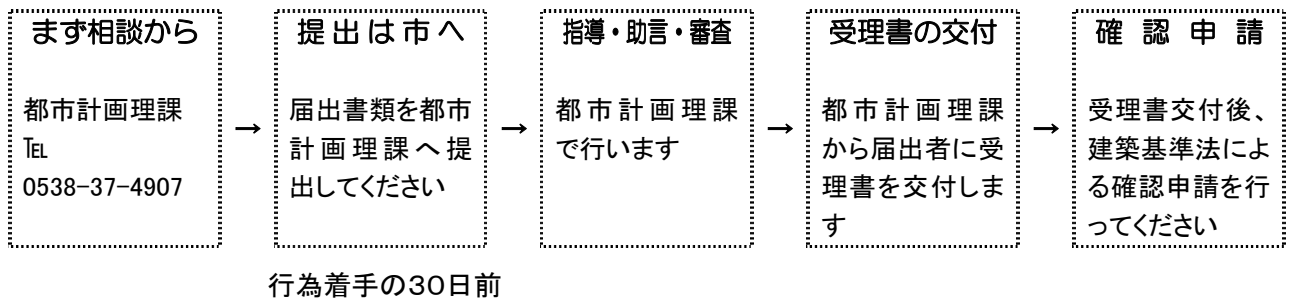 まず相談から
都市計画理課
℡
0538-37-4907
→
提出は市へ
届出書類を都市
計画理課へ提
出してください
→
指導・助言・審査
都市計画理課
で行います
→
受理書の交付
都市計画理課
から届出者に受
理書を交付しま
す
→
確認申請
受理書交付後、
建築基準法によ
る確認申請を行
ってください
行為着手の30日前